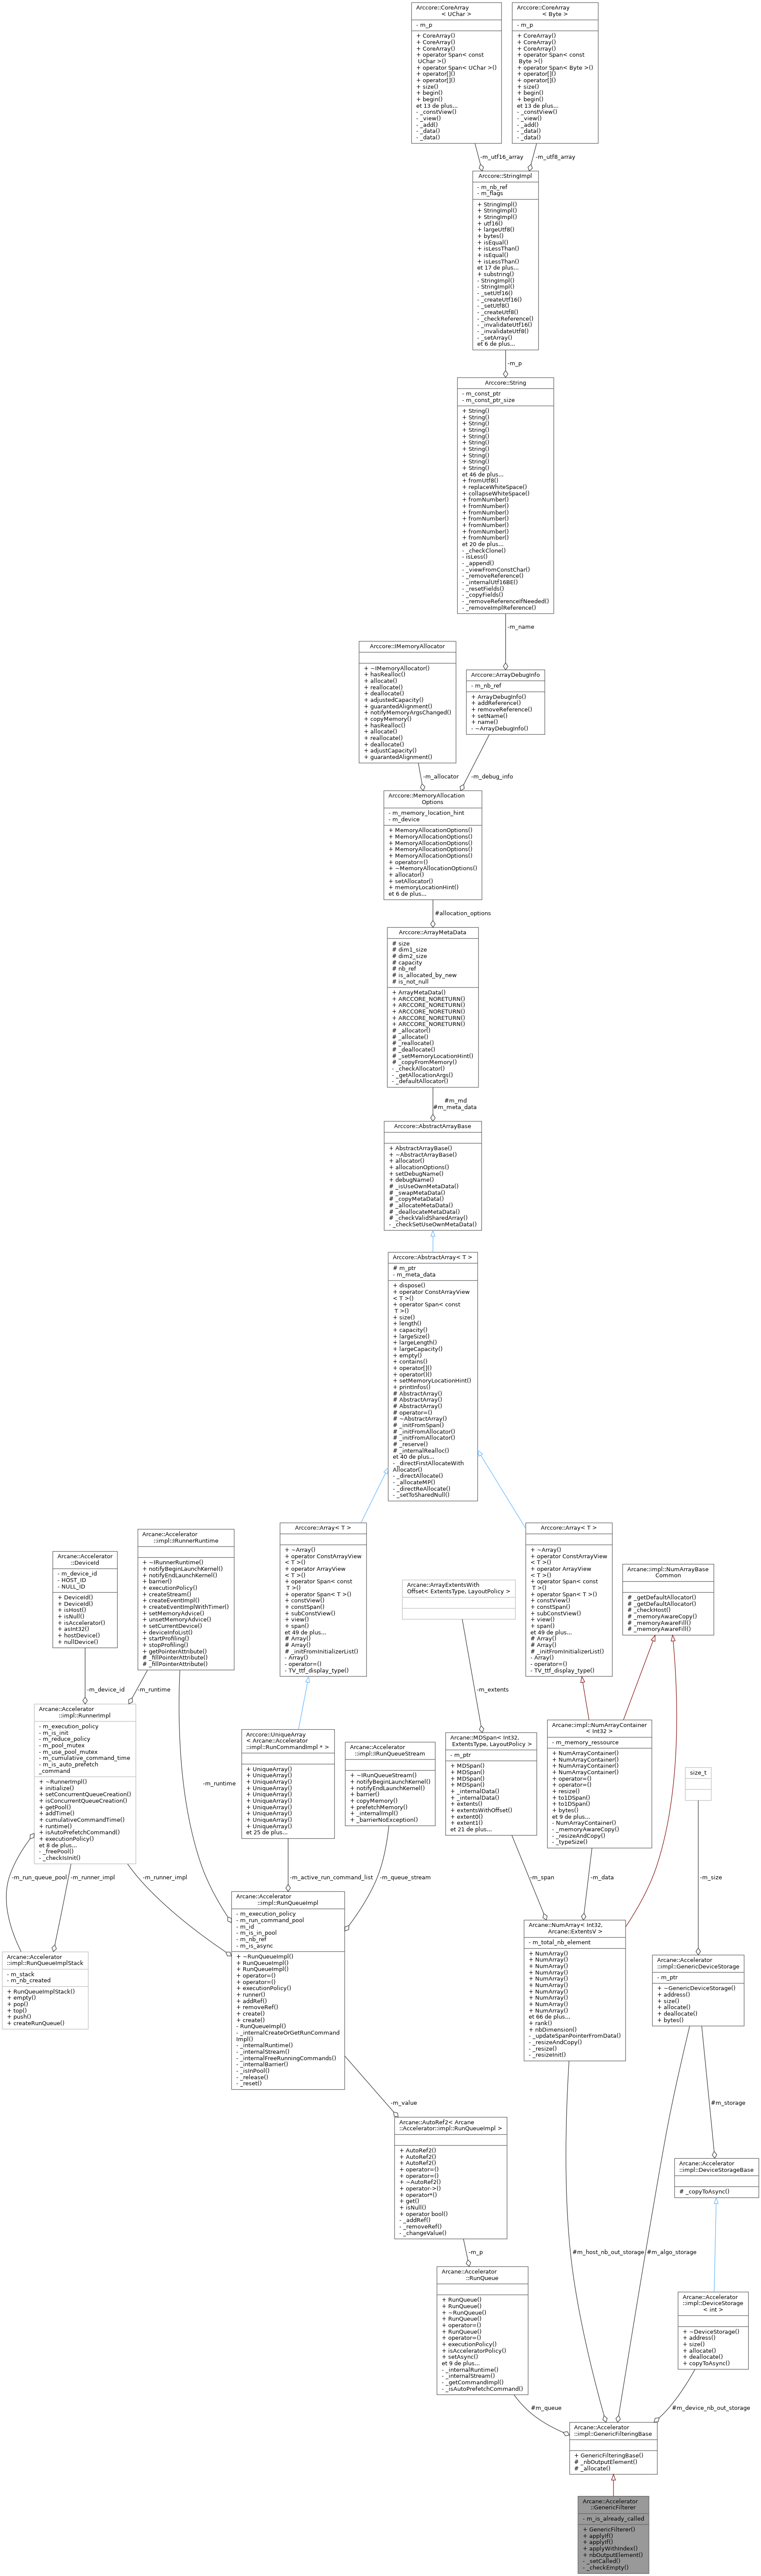 Arccore::CoreArray
< UChar >
- m_p
+ CoreArray()
+ CoreArray()
+ CoreArray()
+ operator Span< const
UChar >()
+ operator Span< UChar >()
+ operator[]()
+ operator[]()
+ size()
+ begin()
+ begin()
et 13 de plus...
- _constView()
- _view()
- _add()
- _data()
- _data()
Arccore::CoreArray
< Byte >
- m_p
+ CoreArray()
+ CoreArray()
+ CoreArray()
+ operator Span< const
Byte >()
+ operator Span< Byte >()
+ operator[]()
+ operator[]()
+ size()
+ begin()
+ begin()
et 13 de plus...
- _constView()
- _view()
- _add()
- _data()
- _data()
-m_utf16_array
-m_utf8_array
Arccore::StringImpl
- m_nb_ref
- m_flags
+ StringImpl()
+ StringImpl()
+ StringImpl()
+ utf16()
+ largeUtf8()
+ bytes()
+ isEqual()
+ isLessThan()
+ isEqual()
+ isLessThan()
et 17 de plus...
+ substring()
- StringImpl()
- StringImpl()
- _setUtf16()
- _createUtf16()
- _setUtf8()
- _createUtf8()
- _checkReference()
- _invalidateUtf16()
- _invalidateUtf8()
- _setArray()
et 6 de plus...
-m_p
Arccore::String
- m_const_ptr
- m_const_ptr_size
+ String()
+ String()
+ String()
+ String()
+ String()
+ String()
+ String()
+ String()
+ String()
+ String()
et 46 de plus...
+ fromUtf8()
+ replaceWhiteSpace()
+ collapseWhiteSpace()
+ fromNumber()
+ fromNumber()
+ fromNumber()
+ fromNumber()
+ fromNumber()
+ fromNumber()
+ fromNumber()
et 20 de plus...
- _checkClone()
- isLess()
- _append()
- _viewFromConstChar()
- _removeReference()
- _internalUtf16BE()
- _resetFields()
- _copyFields()
- _removeReferenceIfNeeded()
- _removeImplReference()
-m_name
Arccore::IMemoryAllocator
+ ~IMemoryAllocator()
+ hasRealloc()
+ allocate()
+ reallocate()
+ deallocate()
+ adjustedCapacity()
+ guarantedAlignment()
+ notifyMemoryArgsChanged()
+ copyMemory()
+ hasRealloc()
+ allocate()
+ reallocate()
+ deallocate()
+ adjustCapacity()
+ guarantedAlignment()
Arccore::ArrayDebugInfo
- m_nb_ref
+ ArrayDebugInfo()
+ addReference()
+ removeReference()
+ setName()
+ name()
- ~ArrayDebugInfo()
-m_allocator
-m_debug_info
Arccore::MemoryAllocation
Options
- m_memory_location_hint
- m_device
+ MemoryAllocationOptions()
+ MemoryAllocationOptions()
+ MemoryAllocationOptions()
+ MemoryAllocationOptions()
+ MemoryAllocationOptions()
+ operator=()
+ ~MemoryAllocationOptions()
+ allocator()
+ setAllocator()
+ memoryLocationHint()
et 6 de plus...
#allocation_options
Arccore::ArrayMetaData
# size
# dim1_size
# dim2_size
# capacity
# nb_ref
# is_allocated_by_new
# is_not_null
+ ArrayMetaData()
+ ARCCORE_NORETURN()
+ ARCCORE_NORETURN()
+ ARCCORE_NORETURN()
+ ARCCORE_NORETURN()
+ ARCCORE_NORETURN()
# _allocator()
# _allocate()
# _reallocate()
# _deallocate()
# _setMemoryLocationHint()
# _copyFromMemory()
- _checkAllocator()
- _getAllocationArgs()
- _defaultAllocator()
#m_md
#m_meta_data
Arccore::AbstractArrayBase
+ AbstractArrayBase()
+ ~AbstractArrayBase()
+ allocator()
+ allocationOptions()
+ setDebugName()
+ debugName()
# _isUseOwnMetaData()
# _swapMetaData()
# _copyMetaData()
# _allocateMetaData()
# _deallocateMetaData()
# _checkValidSharedArray()
- _checkSetUseOwnMetaData()
Arccore::AbstractArray< T >
# m_ptr
- m_meta_data
+ dispose()
+ operator ConstArrayView
< T >()
+ operator Span< const
T >()
+ size()
+ length()
+ capacity()
+ largeSize()
+ largeLength()
+ largeCapacity()
+ empty()
+ contains()
+ operator[]()
+ operator()()
+ setMemoryLocationHint()
+ printInfos()
# AbstractArray()
# AbstractArray()
# AbstractArray()
# operator=()
# ~AbstractArray()
# _initFromSpan()
# _initFromAllocator()
# _initFromAllocator()
# _reserve()
# _internalRealloc()
et 40 de plus...
- _directFirstAllocateWith
Allocator()
- _directAllocate()
- _allocateMP()
- _directReAllocate()
- _setToSharedNull()
Arccore::Array< T >
+ ~Array()
+ operator ConstArrayView
< T >()
+ operator ArrayView
< T >()
+ operator Span< const
T >()
+ operator Span< T >()
+ constView()
+ constSpan()
+ subConstView()
+ view()
+ span()
et 49 de plus...
# Array()
# Array()
# _initFromInitializerList()
- Array()
- operator=()
- TV_ttf_display_type()
Arccore::Array< T >
+ ~Array()
+ operator ConstArrayView
< T >()
+ operator ArrayView
< T >()
+ operator Span< const
T >()
+ operator Span< T >()
+ constView()
+ constSpan()
+ subConstView()
+ view()
+ span()
et 49 de plus...
# Array()
# Array()
# _initFromInitializerList()
- Array()
- operator=()
- TV_ttf_display_type()
Arcane::Accelerator
::DeviceId
- m_device_id
- HOST_ID
- NULL_ID
+ DeviceId()
+ DeviceId()
+ isHost()
+ isNull()
+ isAccelerator()
+ asInt32()
+ hostDevice()
+ nullDevice()
Arcane::Accelerator
::impl::IRunnerRuntime
+ ~IRunnerRuntime()
+ notifyBeginLaunchKernel()
+ notifyEndLaunchKernel()
+ barrier()
+ executionPolicy()
+ createStream()
+ createEventImpl()
+ createEventImplWithTimer()
+ setMemoryAdvice()
+ unsetMemoryAdvice()
+ setCurrentDevice()
+ deviceInfoList()
+ startProfiling()
+ stopProfiling()
+ getPointerAttribute()
# _fillPointerAttribute()
# _fillPointerAttribute()
Arcane::ArrayExtentsWith
Offset< ExtentsType, LayoutPolicy >
Arcane::impl::NumArrayBase
Common
# _getDefaultAllocator()
# _getDefaultAllocator()
# _checkHost()
# _memoryAwareCopy()
# _memoryAwareFill()
# _memoryAwareFill()
-m_device_id
-m_runtime
-m_runtime
-m_extents
Arcane::Accelerator
::impl::RunnerImpl
- m_execution_policy
- m_is_init
- m_reduce_policy
- m_pool_mutex
- m_use_pool_mutex
- m_cumulative_command_time
- m_is_auto_prefetch
_command
+ ~RunnerImpl()
+ initialize()
+ setConcurrentQueueCreation()
+ isConcurrentQueueCreation()
+ getPool()
+ addTime()
+ cumulativeCommandTime()
+ runtime()
+ isAutoPrefetchCommand()
+ executionPolicy()
et 8 de plus...
- _freePool()
- _checkIsInit()
Arccore::UniqueArray
< Arcane::Accelerator
::impl::RunCommandImpl * >
+ UniqueArray()
+ UniqueArray()
+ UniqueArray()
+ UniqueArray()
+ UniqueArray()
+ UniqueArray()
+ UniqueArray()
+ UniqueArray()
+ UniqueArray()
+ UniqueArray()
et 25 de plus...
Arcane::Accelerator
::impl::IRunQueueStream
+ ~IRunQueueStream()
+ notifyBeginLaunchKernel()
+ notifyEndLaunchKernel()
+ barrier()
+ copyMemory()
+ prefetchMemory()
+ _internalImpl()
+ _barrierNoException()
Arcane::MDSpan< Int32,
ExtentsType, LayoutPolicy >
- m_ptr
+ MDSpan()
+ MDSpan()
+ MDSpan()
+ MDSpan()
+ _internalData()
+ _internalData()
+ extents()
+ extentsWithOffset()
+ extent0()
+ extent1()
et 21 de plus...
Arcane::impl::NumArrayContainer
< Int32 >
- m_memory_ressource
+ NumArrayContainer()
+ NumArrayContainer()
+ NumArrayContainer()
+ NumArrayContainer()
+ operator=()
+ operator=()
+ resize()
+ to1DSpan()
+ to1DSpan()
+ bytes()
et 9 de plus...
- NumArrayContainer()
- _memoryAwareCopy()
- _resizeAndCopy()
- _typeSize()
size_t
-m_run_queue_pool
-m_runner_impl
-m_runner_impl
-m_active_run_command_list
-m_queue_stream
-m_span
-m_data
-m_size
Arcane::Accelerator
::impl::RunQueueImplStack
- m_stack
- m_nb_created
+ RunQueueImplStack()
+ empty()
+ pop()
+ top()
+ push()
+ createRunQueue()
Arcane::Accelerator
::impl::RunQueueImpl
- m_execution_policy
- m_run_command_pool
- m_id
- m_is_in_pool
- m_nb_ref
- m_is_async
+ ~RunQueueImpl()
+ RunQueueImpl()
+ RunQueueImpl()
+ operator=()
+ operator=()
+ executionPolicy()
+ runner()
+ addRef()
+ removeRef()
+ create()
+ create()
- RunQueueImpl()
- _internalCreateOrGetRunCommand
Impl()
- _internalRuntime()
- _internalStream()
- _internalFreeRunningCommands()
- _internalBarrier()
- _isInPool()
- _release()
- _reset()
Arcane::NumArray< Int32,
Arcane::ExtentsV >
- m_total_nb_element
+ NumArray()
+ NumArray()
+ NumArray()
+ NumArray()
+ NumArray()
+ NumArray()
+ NumArray()
+ NumArray()
+ NumArray()
+ NumArray()
et 66 de plus...
+ rank()
+ nbDimension()
- _updateSpanPointerFromData()
- _resizeAndCopy()
- _resize()
- _resizeInit()
Arcane::Accelerator
::impl::GenericDeviceStorage
- m_ptr
+ ~GenericDeviceStorage()
+ address()
+ size()
+ allocate()
+ deallocate()
+ bytes()
-m_value
#m_storage
Arcane::AutoRef2< Arcane
::Accelerator::impl::RunQueueImpl >
+ AutoRef2()
+ AutoRef2()
+ AutoRef2()
+ operator=()
+ operator=()
+ ~AutoRef2()
+ operator->()
+ operator*()
+ get()
+ isNull()
+ operator bool()
- _addRef()
- _removeRef()
- _changeValue()
Arcane::Accelerator
::impl::DeviceStorageBase
# _copyToAsync()
-m_p
#m_host_nb_out_storage
#m_algo_storage
Arcane::Accelerator
::RunQueue
+ RunQueue()
+ RunQueue()
+ ~RunQueue()
+ RunQueue()
+ operator=()
+ RunQueue()
+ operator=()
+ executionPolicy()
+ isAcceleratorPolicy()
+ setAsync()
et 9 de plus...
- _internalRuntime()
- _internalStream()
- _getCommandImpl()
- _isAutoPrefetchCommand()
Arcane::Accelerator
::impl::DeviceStorage
< int >
+ ~DeviceStorage()
+ address()
+ size()
+ allocate()
+ deallocate()
+ copyToAsync()
#m_queue
#m_device_nb_out_storage
Arcane::Accelerator
::impl::GenericFilteringBase
+ GenericFilteringBase()
# _nbOutputElement()
# _allocate()
Arcane::Accelerator
::GenericFilterer
- m_is_already_called
+ GenericFilterer()
+ applyIf()
+ applyIf()
+ applyWithIndex()
+ nbOutputElement()
- _setCalled()
- _checkEmpty()